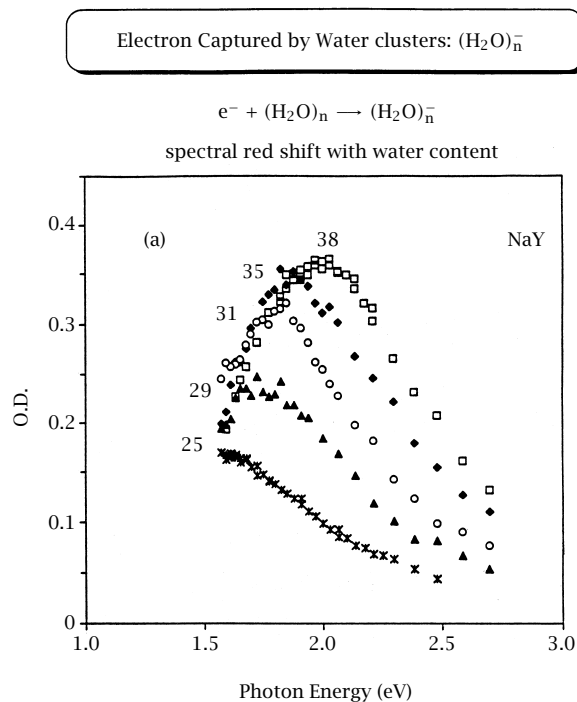 Electron Captured by Water clusters: (H₂O)ₙ⁻
e⁻ + (H₂O)ₙ → (H₂O)ₙ⁻
spectral red shift with water content
0.4
(a)
38
NaY
35
31
0.3
29
O.D.
0.2
25
0.1
0
1.0 1.5 2.0 2.5 3.0
Photon Energy (eV)